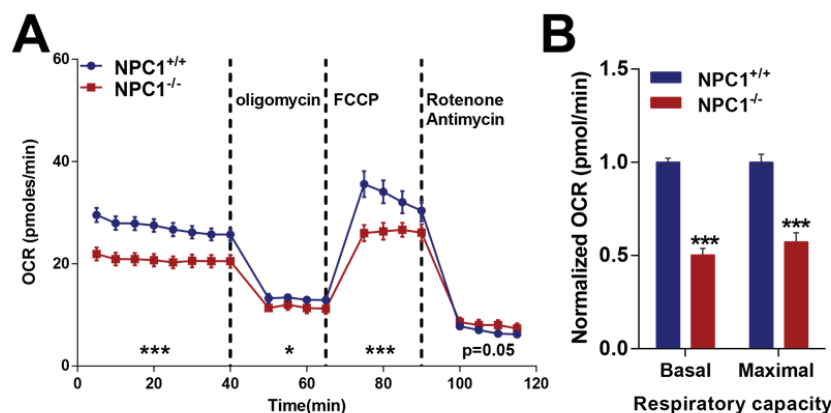 A
60
40
20
0
OCR (pmoles/min)
NPC1+/+
NPC1-/-
oligomycin
FCCP
Rotenone
Antimycin
***
*
***
p=0.05
0
20
40
60
80
100
120
Time(min)
B
1.5
1.0
0.5
0.0
Normalized OCR (pmol/min)
NPC1+/+
NPC1-/-
***
***
Basal
Maximal
Respiratory capacity